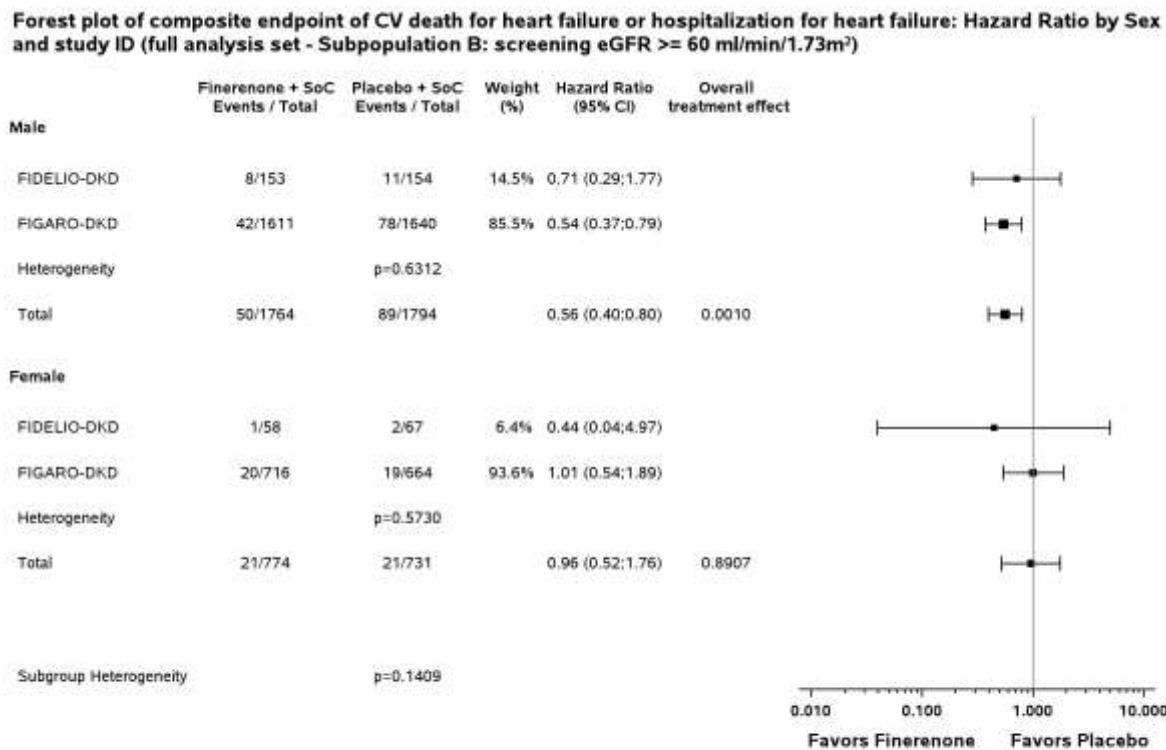 Forest plot of composite endpoint of CV death for heart failure or hospitalization for heart failure: Hazard Ratio by Sex
and study ID (full analysis set - Subpopulation B: screening eGFR >= 60 ml/min/1.73m²)
Finerenone + SoC Placebo + SoC Weight Hazard Ratio Overall
Events / Total Events / Total (%) (95% CI) treatment effect
Male
FIDELIO-DKD 8/153 11/154 14.5% 0.71 (0.29;1.77)
FIGARO-DKD 42/1611 78/1640 85.5% 0.54 (0.37;0.79)
Heterogeneity p=0.6312
Total 50/1764 89/1794 0.56 (0.40;0.80) 0.0010
Female
FIDELIO-DKD 1/58 2/67 6.4% 0.44 (0.04;4.97)
FIGARO-DKD 20/716 19/664 93.6% 1.01 (0.54;1.89)
Heterogeneity p=0.5730
Total 21/774 21/731 0.96 (0.52;1.76) 0.8907
Subgroup Heterogeneity p=0.1409
0.010 0.100 1.000 10.000
Favors Finerenone Favors Placebo